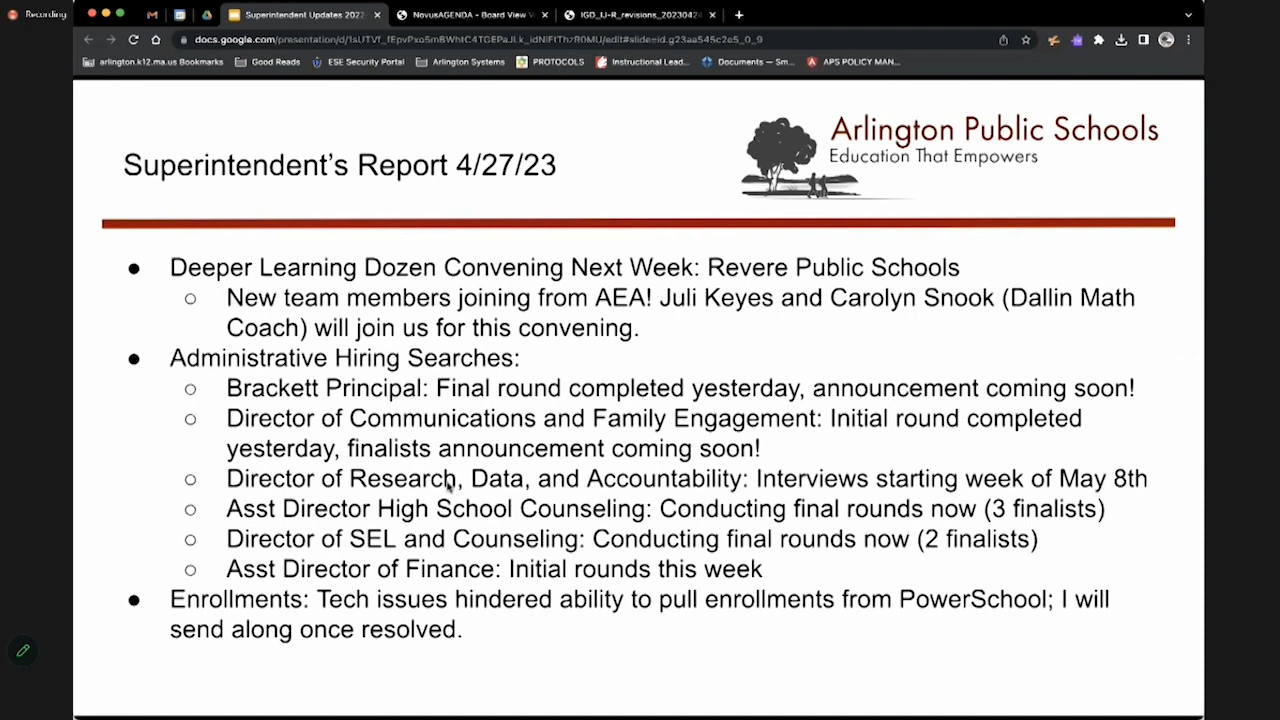 Recording
Superintendent Updates 2022
NovusAGENDA - Board View
docs.google.com/presentation/d/
arlington.k12.ma.us Bookmarks
Good Reads
ESE Security Portal
Arlington Systems
PROTOCOLS
Instructional Lead...
Documents — Sm...
APS POLICY MAN...
Arlington Public Schools
Education That Empowers
Superintendent's Report 4/27/23
● Deeper Learning Dozen Convening Next Week: Revere Public Schools
○ New team members joining from AEA! Juli Keyes and Carolyn Snook (Dallin Math
Coach) will join us for this convening.
● Administrative Hiring Searches:
○ Brackett Principal: Final round completed yesterday, announcement coming soon!
○ Director of Communications and Family Engagement: Initial round completed
yesterday, finalists announcement coming soon!
○ Director of Research, Data, and Accountability: Interviews starting week of May 8th
○ Asst Director High School Counseling: Conducting final rounds now (3 finalists)
○ Director of SEL and Counseling: Conducting final rounds now (2 finalists)
○ Asst Director of Finance: Initial rounds this week
● Enrollments: Tech issues hindered ability to pull enrollments from PowerSchool; I will
send along once resolved.